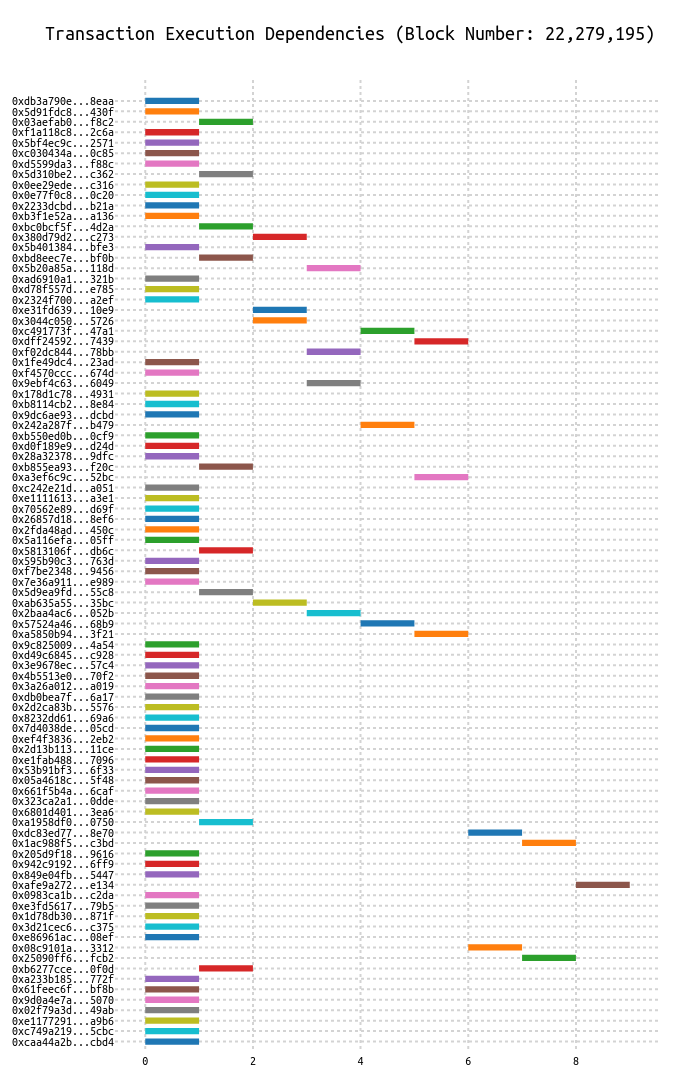 Transaction Execution Dependencies (Block Number: 22,279,195)
0xdb3a790e...8eaa
0x5d91fdc8...430f
0x03aefab0...f8c2
0xf1a118c8...2c6a
0x5bf4ec9c...2571
0xc030434a...0c85
0xd5599da3...f88c
0x5d310be2...c362
0x0ee29ede...c316
0x0e77f0c8...0c20
0x2233dcbd...b21a
0xb3f1e52a...a136
0xbc0bcf5f...4d2a
0x380d79d2...c273
0x5b401384...bfe3
0xbd8eec7e...bf0b
0x5b20a85a...118d
0xad6910a1...321b
0xd78f557d...e785
0x2324f700...a2ef
0xe31fd639...10e9
0x3044c050...5726
0xc491773f...47a1
0xdff24592...7439
0xf02dc844...78bb
0x1fe49dc4...23ad
0xf4570ccc...674d
0x9ebf4c63...6049
0x178d1c78...4931
0xb8114cb2...8e84
0x9dc6ae93...dcbd
0x242a287f...b479
0xb550ed0b...0cf9
0xd0f189e9...d24d
0x28a32378...9dfc
0xb855ea93...f20c
0xa3ef6c9c...52bc
0xc242e21d...a051
0xe1111613...a3e1
0x70562e89...d69f
0x26857d18...8ef6
0x2fda48ad...450c
0x5a116efa...05ff
0x5813106f...db6c
0x595b90c3...763d
0xf7be2348...9456
0x7e36a911...e989
0x5d9ea9fd...55c8
0xab635a55...35bc
0x2baa4ac6...052b
0x57524a46...68b9
0xa5850b94...3f21
0x9c825009...4a54
0xd49c6845...c928
0x3e9678ec...57c4
0x4b5513e0...70f2
0x3a26a012...a019
0xdb0bea7f...6a17
0x2d2ca83b...5576
0x8232dd61...69a6
0x7d4038de...05cd
0xef4f3836...2eb2
0x2d13b113...11ce
0xe1fab488...7096
0x53b91bf3...6f33
0x05a4618c...5f48
0x661f5b4a...6caf
0x323ca2a1...0dde
0x6801d401...3ea6
0xa1958df0...0750
0xdc83ed77...8e70
0x1ac988f5...c3bd
0x205d9f18...9616
0x942c9192...6ff9
0x849e04fb...5447
0xafe9a272...e134
0x0983ca1b...c2da
0xe3fd5617...79b5
0x1d78db30...871f
0x3d21cec6...c375
0xe86961ac...08ef
0x08c9101a...3312
0x25090ff6...fcb2
0xb6277cce...0f0d
0xa233b185...772f
0x61feec6f...bf8b
0x9d0a4e7a...5070
0x02f79a3d...49ab
0xe1177291...a9b6
0xc749a219...5cbc
0xcaa44a2b...cbd4
0 2 4 6 8